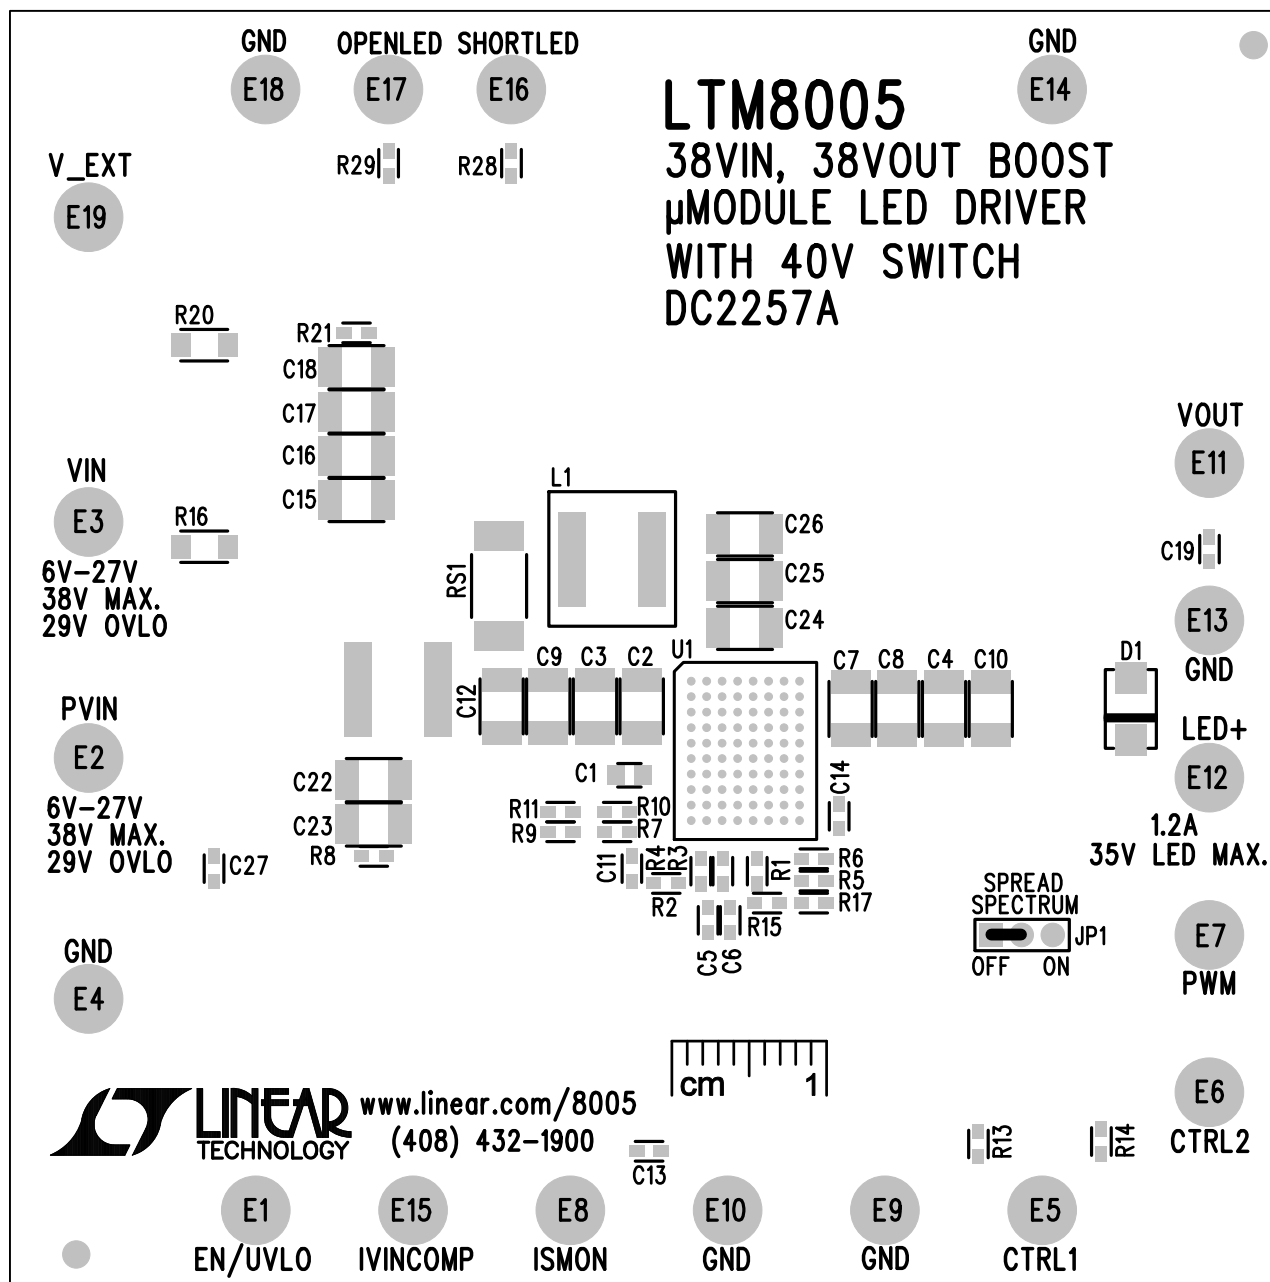 GND
OPENLED
SHORTLED
GND
E18
E17
E16
E14
LTM8005
38VIN, 38VOUT BOOST
µMODULE LED DRIVER
WITH 40V SWITCH
DC2257A
R29
R28
V_EXT
E19
R20
R21
C18
C17
C16
C15
VIN
E3
6V-27V
38V MAX.
29V OVLO
R16
L1
RS1
C26
C25
C24
VOUT
E11
C19
E13
GND
U1
C12
C9
C3
C2
C7
C8
C4
C10
D1
LED+
E12
1.2A
35V LED MAX.
PVIN
E2
6V-27V
38V MAX.
29V OVLO
C22
C23
R8
C27
C1
R11
R10
R9
R7
C14
C11
R4
R3
R2
R1
R6
R5
R17
R15
C5
C6
SPREAD
SPECTRUM
JP1
OFF
ON
E7
PWM
GND
E4
cm
1
LINEAR
TECHNOLOGY
www.linear.com/8005
(408) 432-1900
C13
R13
R14
E6
CTRL2
E1
E15
E8
E10
E9
E5
EN/UVLO
IVINCOMP
ISMON
GND
GND
CTRL1